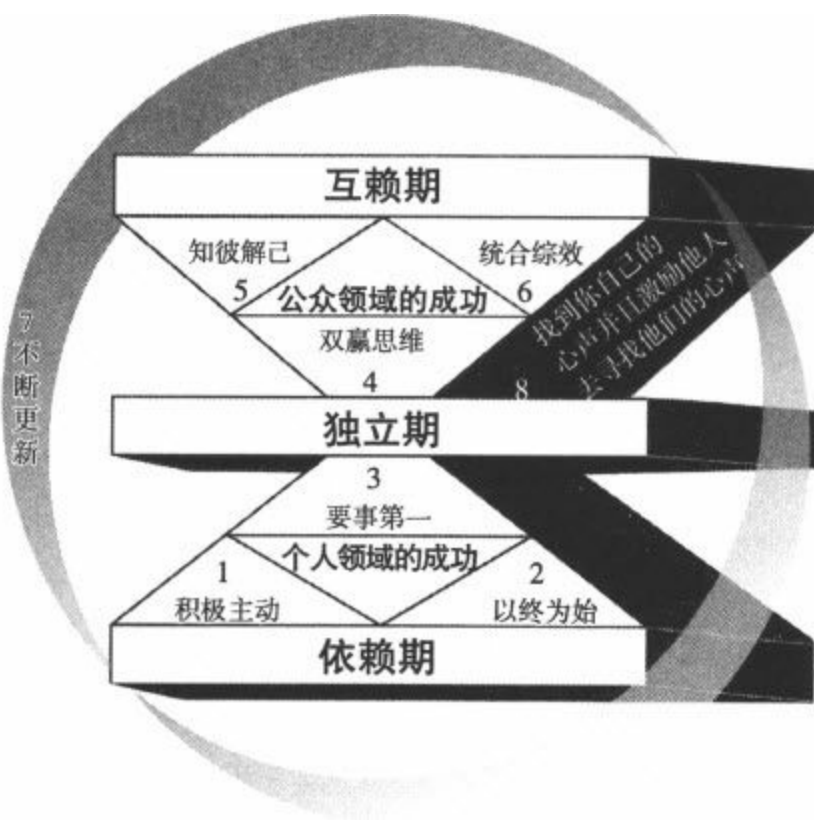 互赖期
知彼解己
5
统合综效
6
公众领域的成功
双赢思维
4
8
找到你自己的
心声并且激励他人
去寻找他们的心声
7不断更新
独立期
3
要事第一
个人领域的成功
1
积极主动
2
以终为始
依赖期